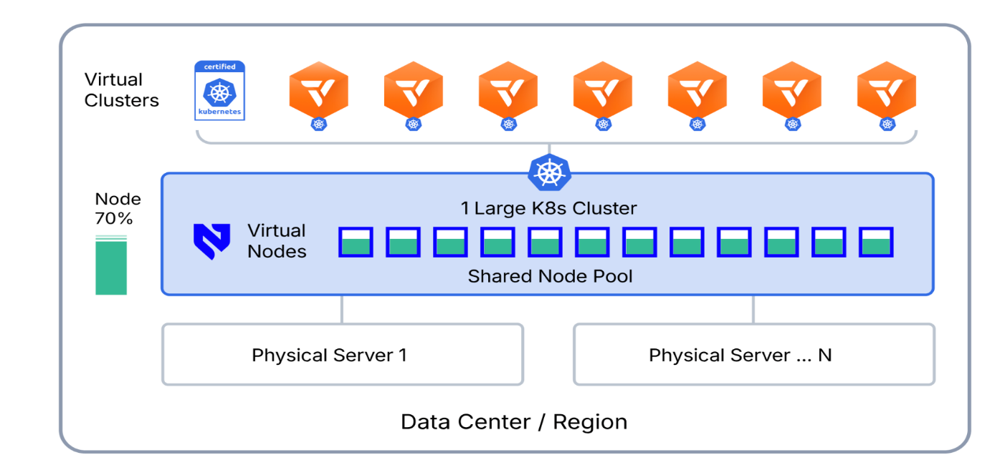 Virtual
Clusters
certified
kubernetes
Node
70%
1 Large K8s Cluster
Virtual
Nodes
Shared Node Pool
Physical Server 1
Physical Server ... N
Data Center / Region